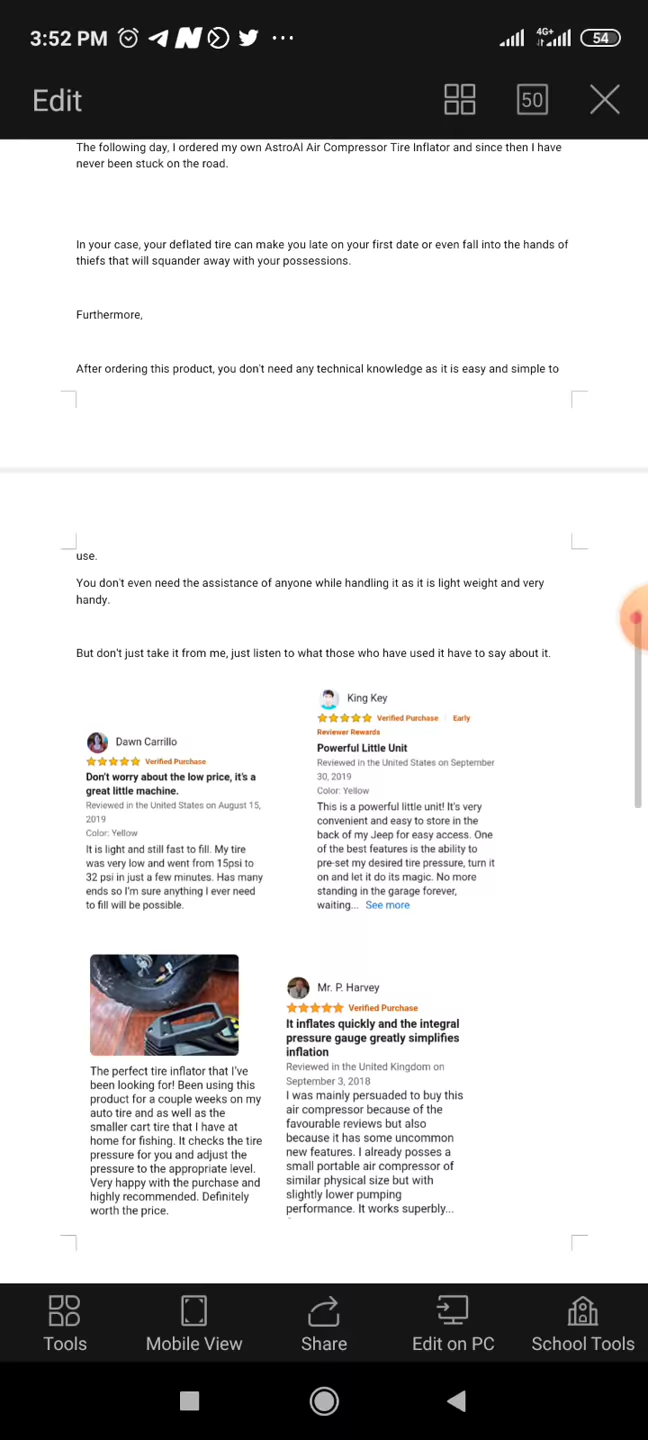 3:52 PM
4G+
54
Edit
50
The following day, I ordered my own AstroAI Air Compressor Tire Inflator and since then I have
never been stuck on the road.
In your case, your deflated tire can make you late on your first date or even fall into the hands of
thiefs that will squander away with your possessions.
Furthermore,
After ordering this product, you don't need any technical knowledge as it is easy and simple to
use.
You don't even need the assistance of anyone while handling it as it is light weight and very
handy.
But don't just take it from me, just listen to what those who have used it have to say about it.
Dawn Carrillo
Verified Purchase
Don't worry about the low price, it's a
great little machine.
Reviewed in the United States on August 15,
2019
Color: Yellow
It is light and still fast to fill. My tire
was very low and went from 15psi to
32 psi in just a few minutes. Has many
ends so I'm sure anything I ever need
to fill will be possible.
King Key
Verified Purchase Early
Reviewer Rewards
Powerful Little Unit
Reviewed in the United States on September
30, 2019
Color: Yellow
This is a powerful little unit! It's very
convenient and easy to store in the
back of my Jeep for easy access. One
of the best features is the ability to
pre-set my desired tire pressure, turn it
on and let it do its magic. No more
standing in the garage forever,
waiting... See more
The perfect tire inflator that I've
been looking for! Been using this
product for a couple weeks on my
auto tire and as well as the
smaller cart tire that I have at
home for fishing. It checks the tire
pressure for you and adjust the
pressure to the appropriate level.
Very happy with the purchase and
highly recommended. Definitely
worth the price.
Mr. P. Harvey
Verified Purchase
It inflates quickly and the integral
pressure gauge greatly simplifies
inflation
Reviewed in the United Kingdom on
September 3, 2018
I was mainly persuaded to buy this
air compressor because of the
favourable reviews but also
because it has some uncommon
new features. I already posses a
small portable air compressor of
similar physical size but with
slightly lower pumping
performance. It works superbly...
Tools
Mobile View
Share
Edit on PC
School Tools